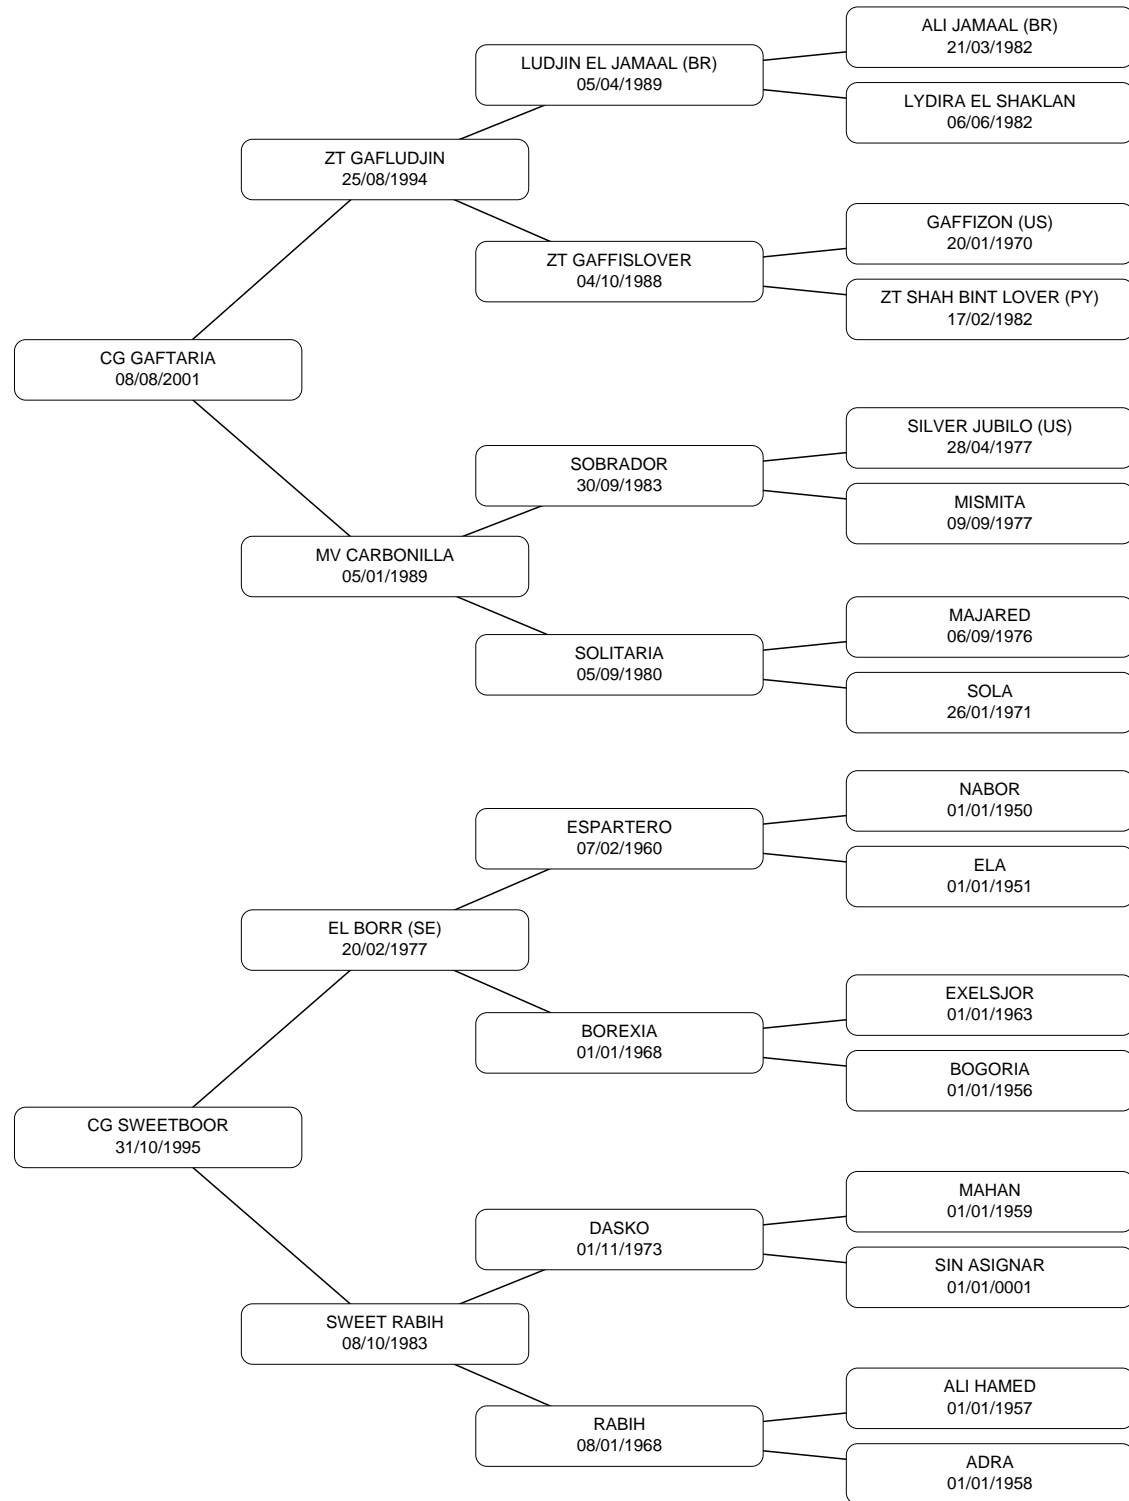 ALI JAMAAL (BR)
21/03/1982
LUDJIN EL JAMAAL (BR)
05/04/1989
LYDIRA EL SHAKLAN
06/06/1982
ZT GAFLUDJIN
25/08/1994
GAFFIZON (US)
20/01/1970
ZT GAFFISLOVER
04/10/1988
ZT SHAH BINT LOVER (PY)
17/02/1982
CG GAFTARIA
08/08/2001
SILVER JUBILO (US)
28/04/1977
SOBRADOR
30/09/1983
MISMITA
09/09/1977
MV CARBONILLA
05/01/1989
MAJARED
06/09/1976
SOLITARIA
05/09/1980
SOLA
26/01/1971
NABOR
01/01/1950
ESPARTERO
07/02/1960
ELA
01/01/1951
EL BORR (SE)
20/02/1977
EXELSJOR
01/01/1963
BOREXIA
01/01/1968
BOGORIA
01/01/1956
CG SWEETBOOR
31/10/1995
MAHAN
01/01/1959
DASKO
01/11/1973
SIN ASIGNAR
01/01/0001
SWEET RABIH
08/10/1983
ALI HAMED
01/01/1957
RABIH
08/01/1968
ADRA
01/01/1958